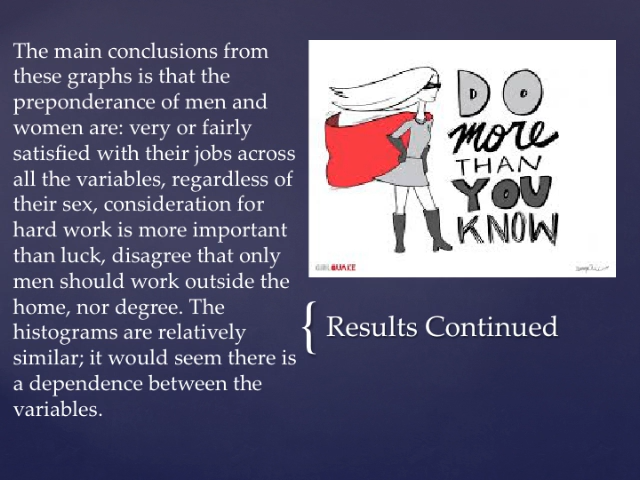 The main conclusions from
these graphs is that the
preponderance of men and
women are: very or fairly
satisfied with their jobs across
all the variables, regardless of
their sex, consideration for
hard work is more important
than luck, disagree that only
men should work outside the
home, nor degree. The
histograms are relatively
similar; it would seem there is
a dependence between the
variables.
DO
more
THAN
YOU
KNOW
GIRLQUAKE
{ Results Continued